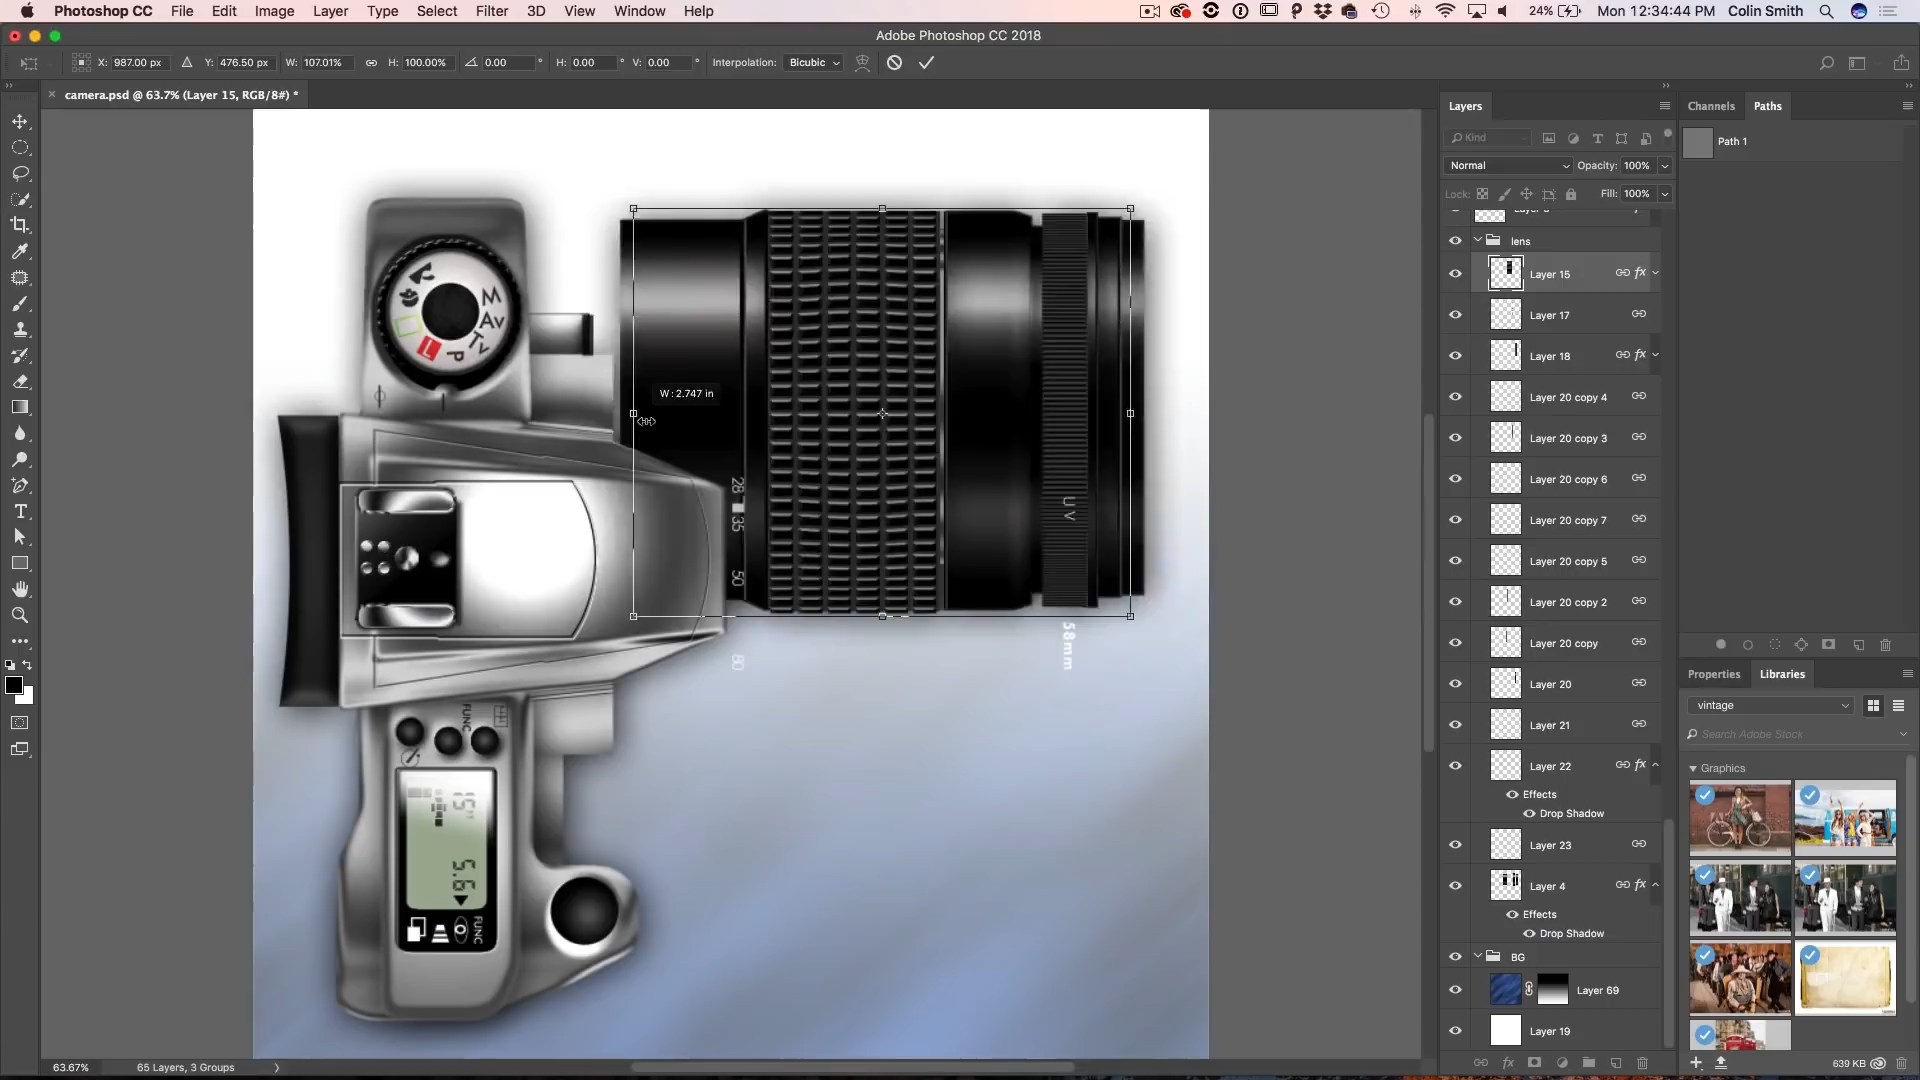 Photoshop CC File Edit Image Layer Type Select Filter 3D View Window Help 24% Mon 12:34:44 PM Colin Smith
Adobe Photoshop CC 2018
X: 987.00 px Y: 476.50 px W: 107.01% H: 100.00% 0.00 ° H: 0.00 ° V: 0.00 ° Interpolation: Bicubic
camera.psd @ 63.7% (Layer 15, RGB/8#) *
Layers Channels Paths
Kind
Path 1
Normal Opacity: 100%
Lock: Fill: 100%
lens
Layer 15
Layer 17
Layer 18
Layer 20 copy 4
Layer 20 copy 3
Layer 20 copy 6
Layer 20 copy 7
Layer 20 copy 5
Layer 20 copy 2
Layer 20 copy
Layer 20
Layer 21
Layer 22
Effects
Drop Shadow
Layer 23
Layer 4
Effects
Drop Shadow
BG
Layer 69
Layer 19
Properties Libraries
vintage
Search Adobe Stock
Graphics
639 KB
M
Av
Tv
P
L
W: 2.747 in
28
35
50
80
UV
58mm
FUNC
15"
5.6
FUNC
63.67% 65 Layers, 3 Groups